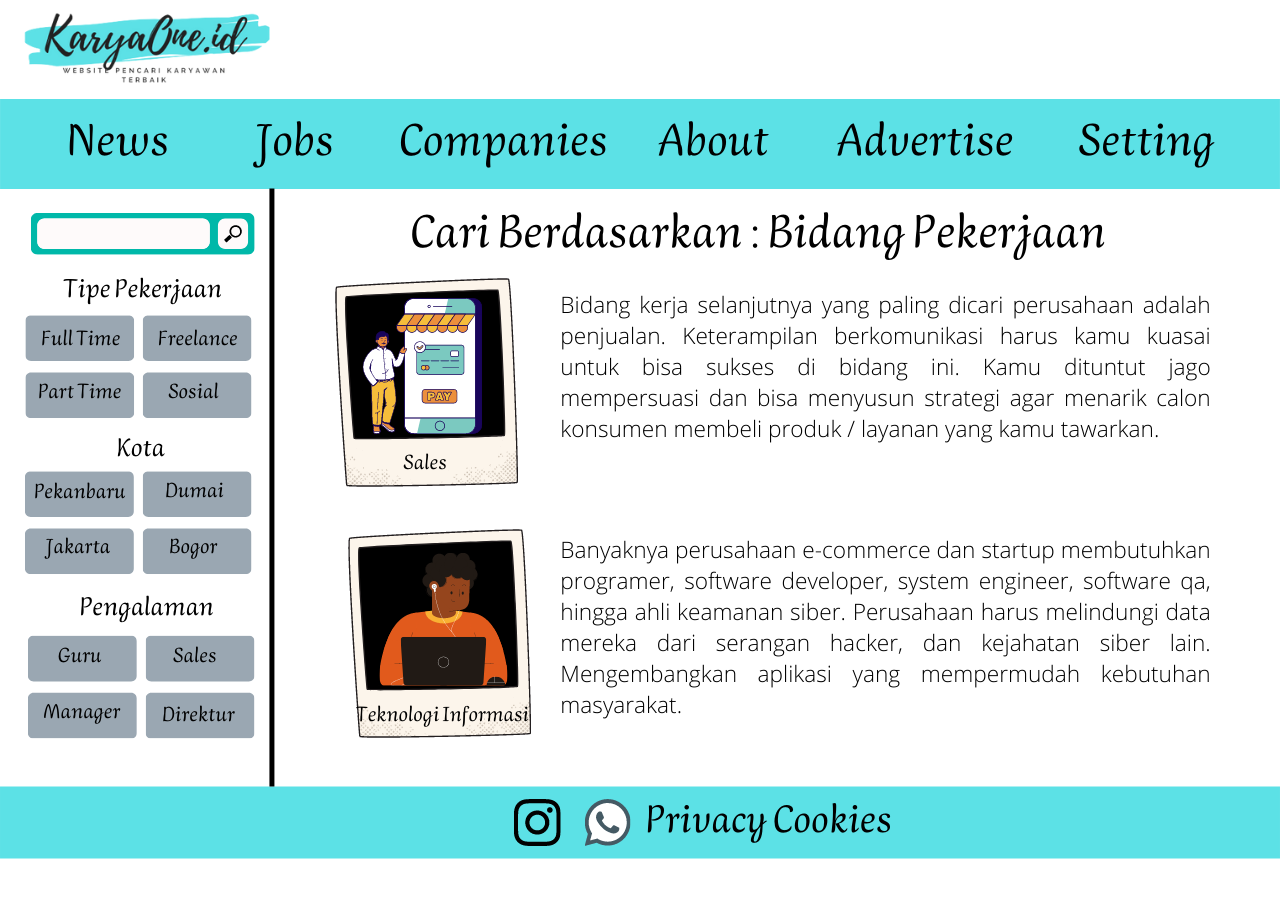 KaryaOne.id
WEBSITE PENCARI KARYAWAN
TERBAIK
News Jobs Companies About Advertise Setting
Tipe Pekerjaan
Full Time Freelance
Part Time Sosial
Kota
Pekanbaru Dumai
Jakarta Bogor
Pengalaman
Guru Sales
Manager Direktur
Cari Berdasarkan : Bidang Pekerjaan
PAY
Sales
Bidang kerja selanjutnya yang paling dicari perusahaan adalah
penjualan. Keterampilan berkomunikasi harus kamu kuasai
untuk bisa sukses di bidang ini. Kamu dituntut jago
mempersuasi dan bisa menyusun strategi agar menarik calon
konsumen membeli produk / layanan yang kamu tawarkan.
Teknologi Informasi
Banyaknya perusahaan e-commerce dan startup membutuhkan
programer, software developer, system engineer, software qa,
hingga ahli keamanan siber. Perusahaan harus melindungi data
mereka dari serangan hacker, dan kejahatan siber lain.
Mengembangkan aplikasi yang mempermudah kebutuhan
masyarakat.
Privacy Cookies